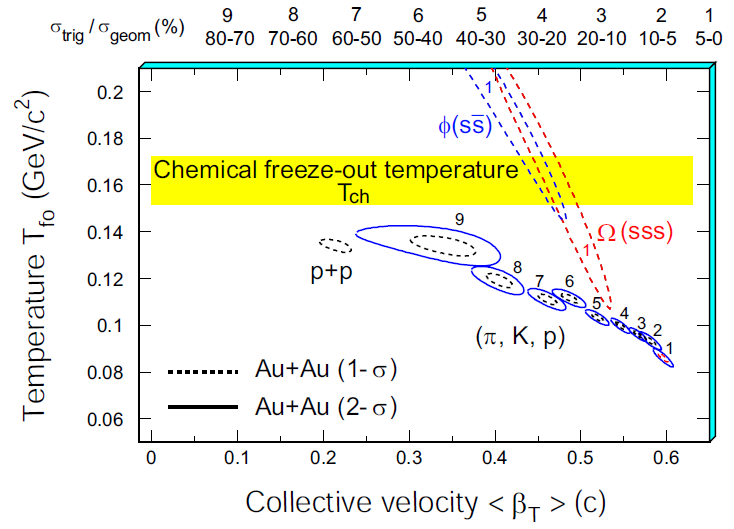 σtrig / σgeom (%) 9 8 7 6 5 4 3 2 1
80-70 70-60 60-50 50-40 40-30 30-20 20-10 10-5 5-0
0.2
0.18
0.16
0.14
0.12
0.1
0.08
0.06
Temperature Tfo (GeV/c²)
1
ϕ(ss̅)
Chemical freeze-out temperature
Tch
Ω (sss)
1
9
p+p
8
7
6
5
4
3
2
1
(π, K, p)
Au+Au (1-σ)
Au+Au (2-σ)
0 0.1 0.2 0.3 0.4 0.5 0.6
Collective velocity < βT > (c)